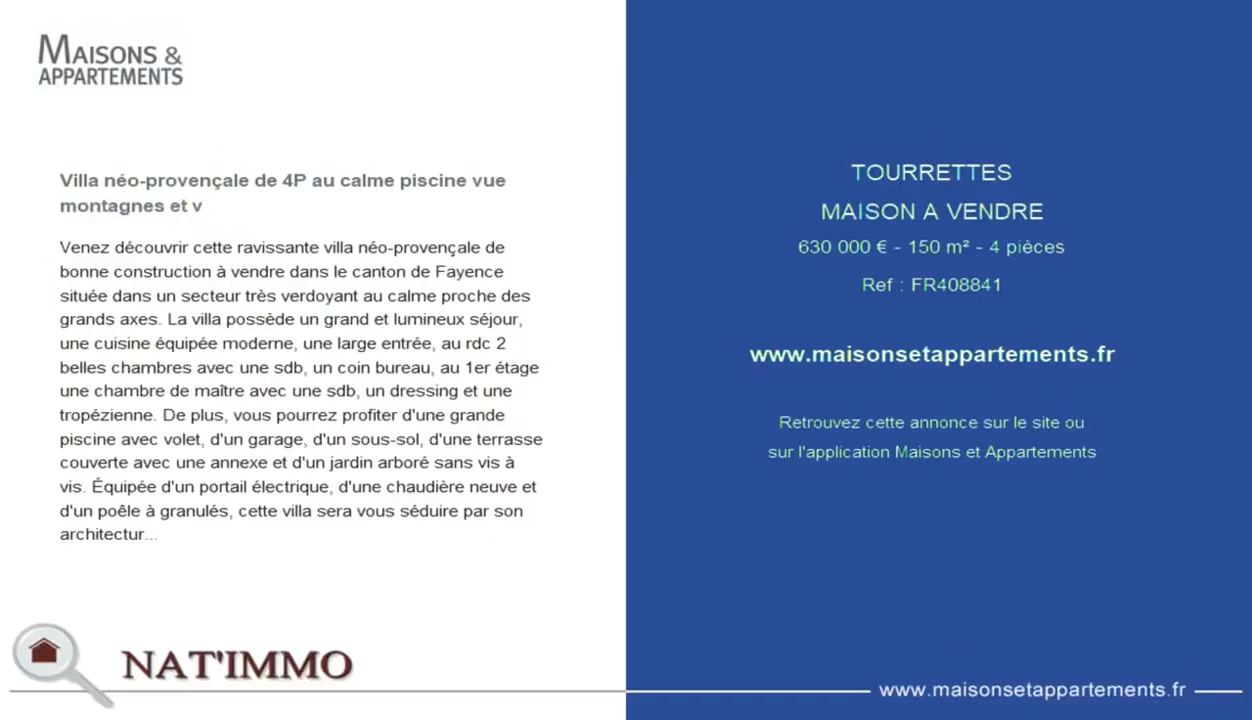 MAISONS &
APPARTEMENTS
Villa néo-provençale de 4P au calme piscine vue
montagnes et v
Venez découvrir cette ravissante villa néo-provençale de
bonne construction à vendre dans le canton de Fayence
située dans un secteur très verdoyant au calme proche des
grands axes. La villa possède un grand et lumineux séjour,
une cuisine équipée moderne, une large entrée, au rdc 2
belles chambres avec une sdb, un coin bureau, au 1er étage
une chambre de maître avec une sdb, un dressing et une
tropézienne. De plus, vous pourrez profiter d'une grande
piscine avec volet, d'un garage, d'un sous-sol, d'une terrasse
couverte avec une annexe et d'un jardin arboré sans vis à
vis. Équipée d'un portail électrique, d'une chaudière neuve et
d'un poêle à granulés, cette villa sera vous séduire par son
architectur...
NAT'IMMO
TOURRETTES
MAISON A VENDRE
630 000 € - 150 m² - 4 pièces
Ref : FR408841
www.maisonsetappartements.fr
Retrouvez cette annonce sur le site ou
sur l'application Maisons et Appartements
www.maisonsetappartements.fr